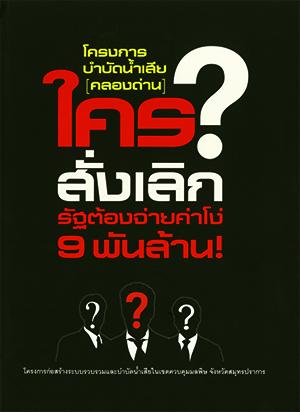 โครงการ
บำบัดน้ำเสีย
[คลองด่าน]
ใคร?
สั่งเลิก
รัฐต้องจ่ายค่าโง่
9 พันล้าน!
? ? ?
โครงการก่อสร้างระบบรวบรวมและบำบัดน้ำเสียในเขตควบคุมมลพิษ จังหวัดสมุทรปราการ